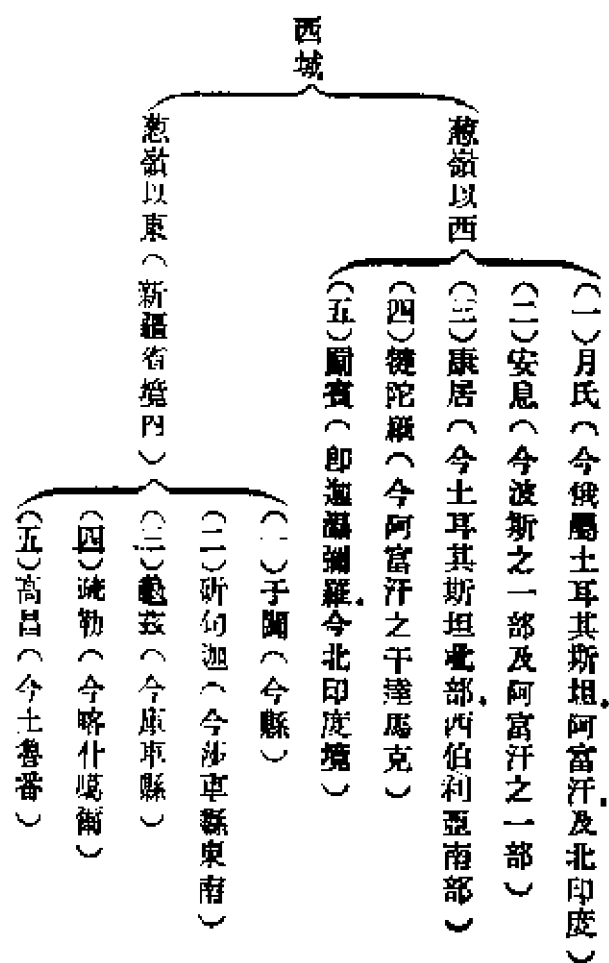 西域
葱嶺以西
（一）月氏（今俄屬土耳其斯坦．阿富汗．及北印度）
（二）安息（今波斯之一部及阿富汗之一部）
（三）康居（今土耳其斯坦北部．西伯利亞南部）
（四）犍陀羅（今阿富汗之干達馬克）
（五）罽賓（卽迦濕彌羅．今北印度境）
葱嶺以東（新疆省境內）
（一）于闐（今縣）
（二）斫句迦（今莎車縣東南）
（三）龜茲（今庫車縣）
（四）疏勒（今喀什噶爾）
（五）高昌（今土魯番）